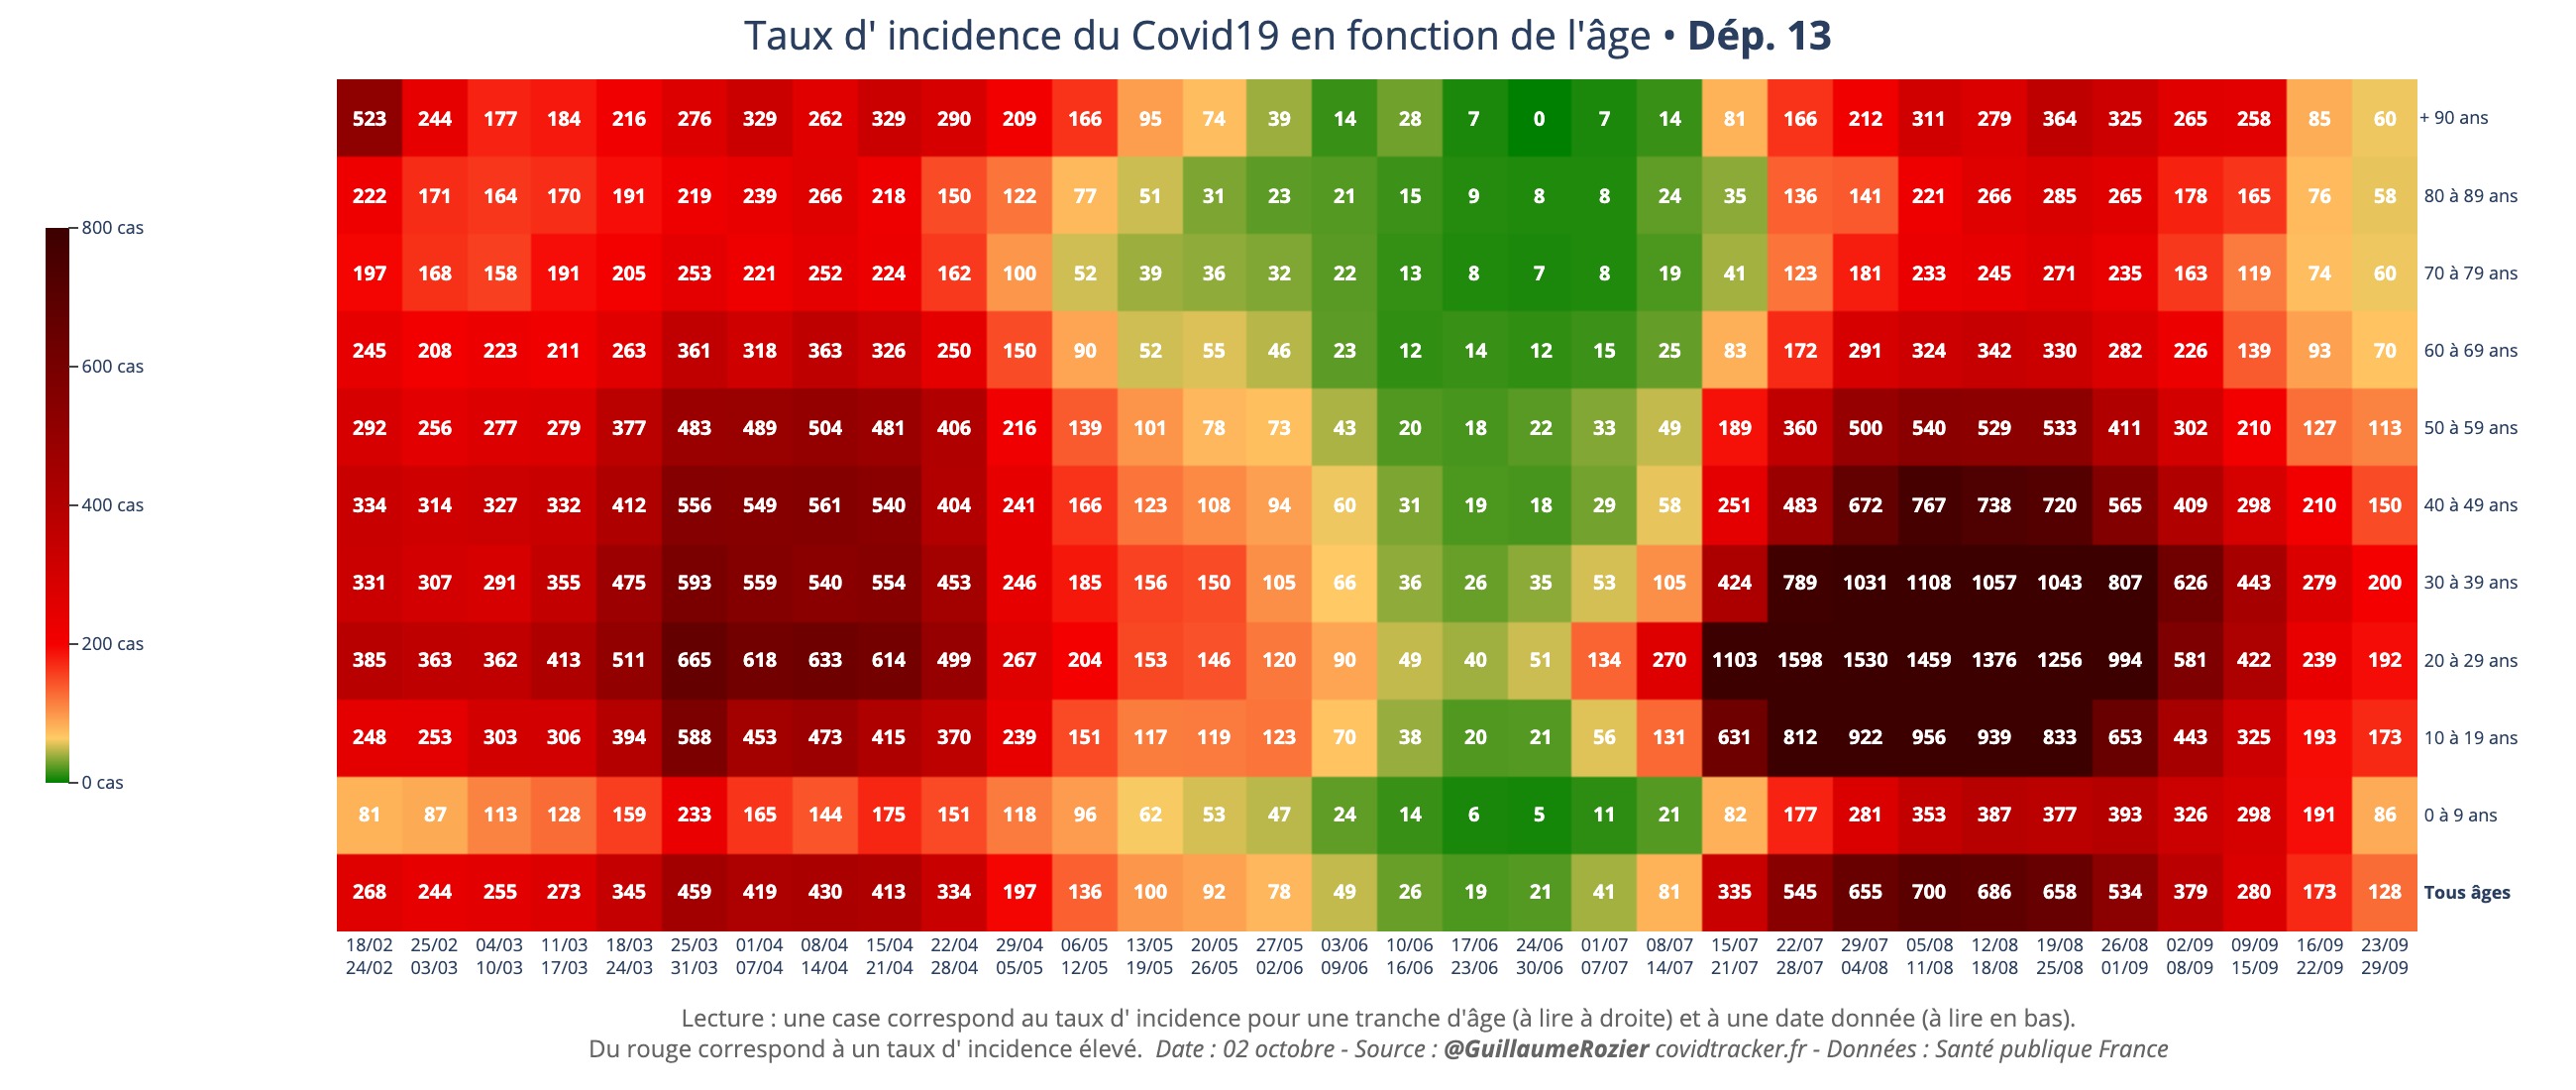 Taux d' incidence du Covid19 en fonction de l'âge • Dép. 13
800 cas
600 cas
400 cas
200 cas
0 cas
523 244 177 184 216 276 329 262 329 290 209 166 95 74 39 14 28 7 0 7 14 81 166 212 311 279 364 325 265 258 85 60 + 90 ans
222 171 164 170 191 219 239 266 218 150 122 77 51 31 23 21 15 9 8 8 24 35 136 141 221 266 285 265 178 165 76 58 80 à 89 ans
197 168 158 191 205 253 221 252 224 162 100 52 39 36 32 22 13 8 7 8 19 41 123 181 233 245 271 235 163 119 74 60 70 à 79 ans
245 208 223 211 263 361 318 363 326 250 150 90 52 55 46 23 12 14 12 15 25 83 172 291 324 342 330 282 226 139 93 70 60 à 69 ans
292 256 277 279 377 483 489 504 481 406 216 139 101 78 73 43 20 18 22 33 49 189 360 500 540 529 533 411 302 210 127 113 50 à 59 ans
334 314 327 332 412 556 549 561 540 404 241 166 123 108 94 60 31 19 18 29 58 251 483 672 767 738 720 565 409 298 210 150 40 à 49 ans
331 307 291 355 475 593 559 540 554 453 246 185 156 150 105 66 36 26 35 53 105 424 789 1031 1108 1057 1043 807 626 443 279 200 30 à 39 ans
385 363 362 413 511 665 618 633 614 499 267 204 153 146 120 90 49 40 51 134 270 1103 1598 1530 1459 1376 1256 994 581 422 239 192 20 à 29 ans
248 253 303 306 394 588 453 473 415 370 239 151 117 119 123 70 38 20 21 56 131 631 812 922 956 939 833 653 443 325 193 173 10 à 19 ans
81 87 113 128 159 233 165 144 175 151 118 96 62 53 47 24 14 6 5 11 21 82 177 281 353 387 377 393 326 298 191 86 0 à 9 ans
268 244 255 273 345 459 419 430 413 334 197 136 100 92 78 49 26 19 21 41 81 335 545 655 700 686 658 534 379 280 173 128 Tous âges
18/02 25/02 04/03 11/03 18/03 25/03 01/04 08/04 15/04 22/04 29/04 06/05 13/05 20/05 27/05 03/06 10/06 17/06 24/06 01/07 08/07 15/07 22/07 29/07 05/08 12/08 19/08 26/08 02/09 09/09 16/09 23/09
24/02 03/03 10/03 17/03 24/03 31/03 07/04 14/04 21/04 28/04 05/05 12/05 19/05 26/05 02/06 09/06 16/06 23/06 30/06 07/07 14/07 21/07 28/07 04/08 11/08 18/08 25/08 01/09 08/09 15/09 22/09 29/09
Lecture : une case correspond au taux d' incidence pour une tranche d'âge (à lire à droite) et à une date donnée (à lire en bas).
Du rouge correspond à un taux d' incidence élevé. Date : 02 octobre - Source : @GuillaumeRozier covidtracker.fr - Données : Santé publique France